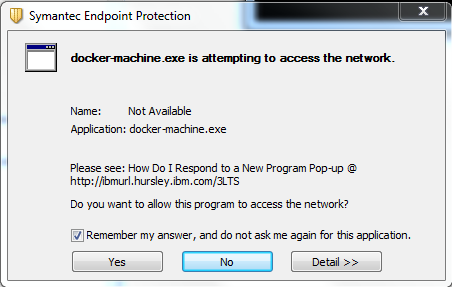 Symantec Endpoint Protection
docker-machine.exe is attempting to access the network.
Name: Not Available
Application: docker-machine.exe
Please see: How Do I Respond to a New Program Pop-up @
http://ibmurl.hursley.ibm.com/3LTS
Do you want to allow this program to access the network?
Remember my answer, and do not ask me again for this application.
Yes No Detail >>